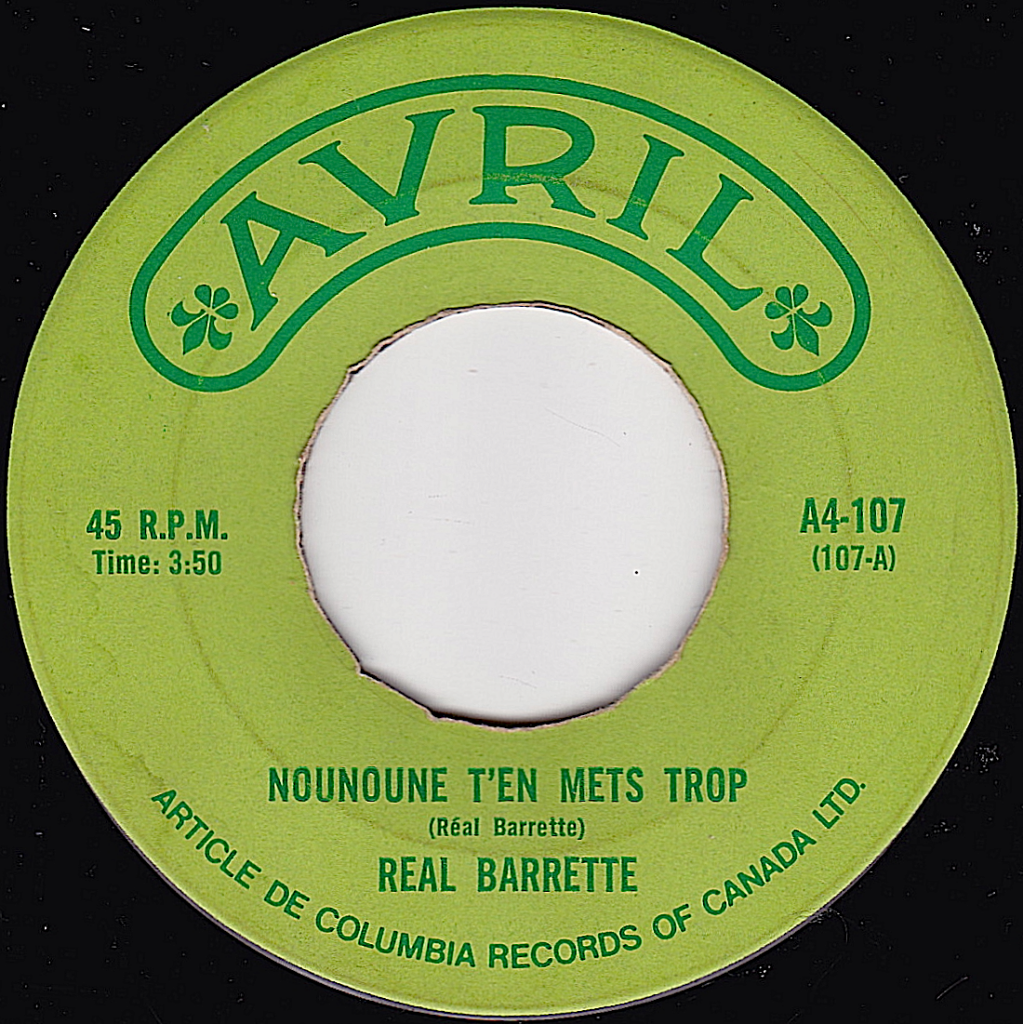 AVRIL
45 R.P.M.
Time: 3:50
A4-107
(107-A)
NOUNOUNE T'EN METS TROP
(Réal Barrette)
REAL BARRETTE
ARTICLE DE COLUMBIA RECORDS OF CANADA LTD.